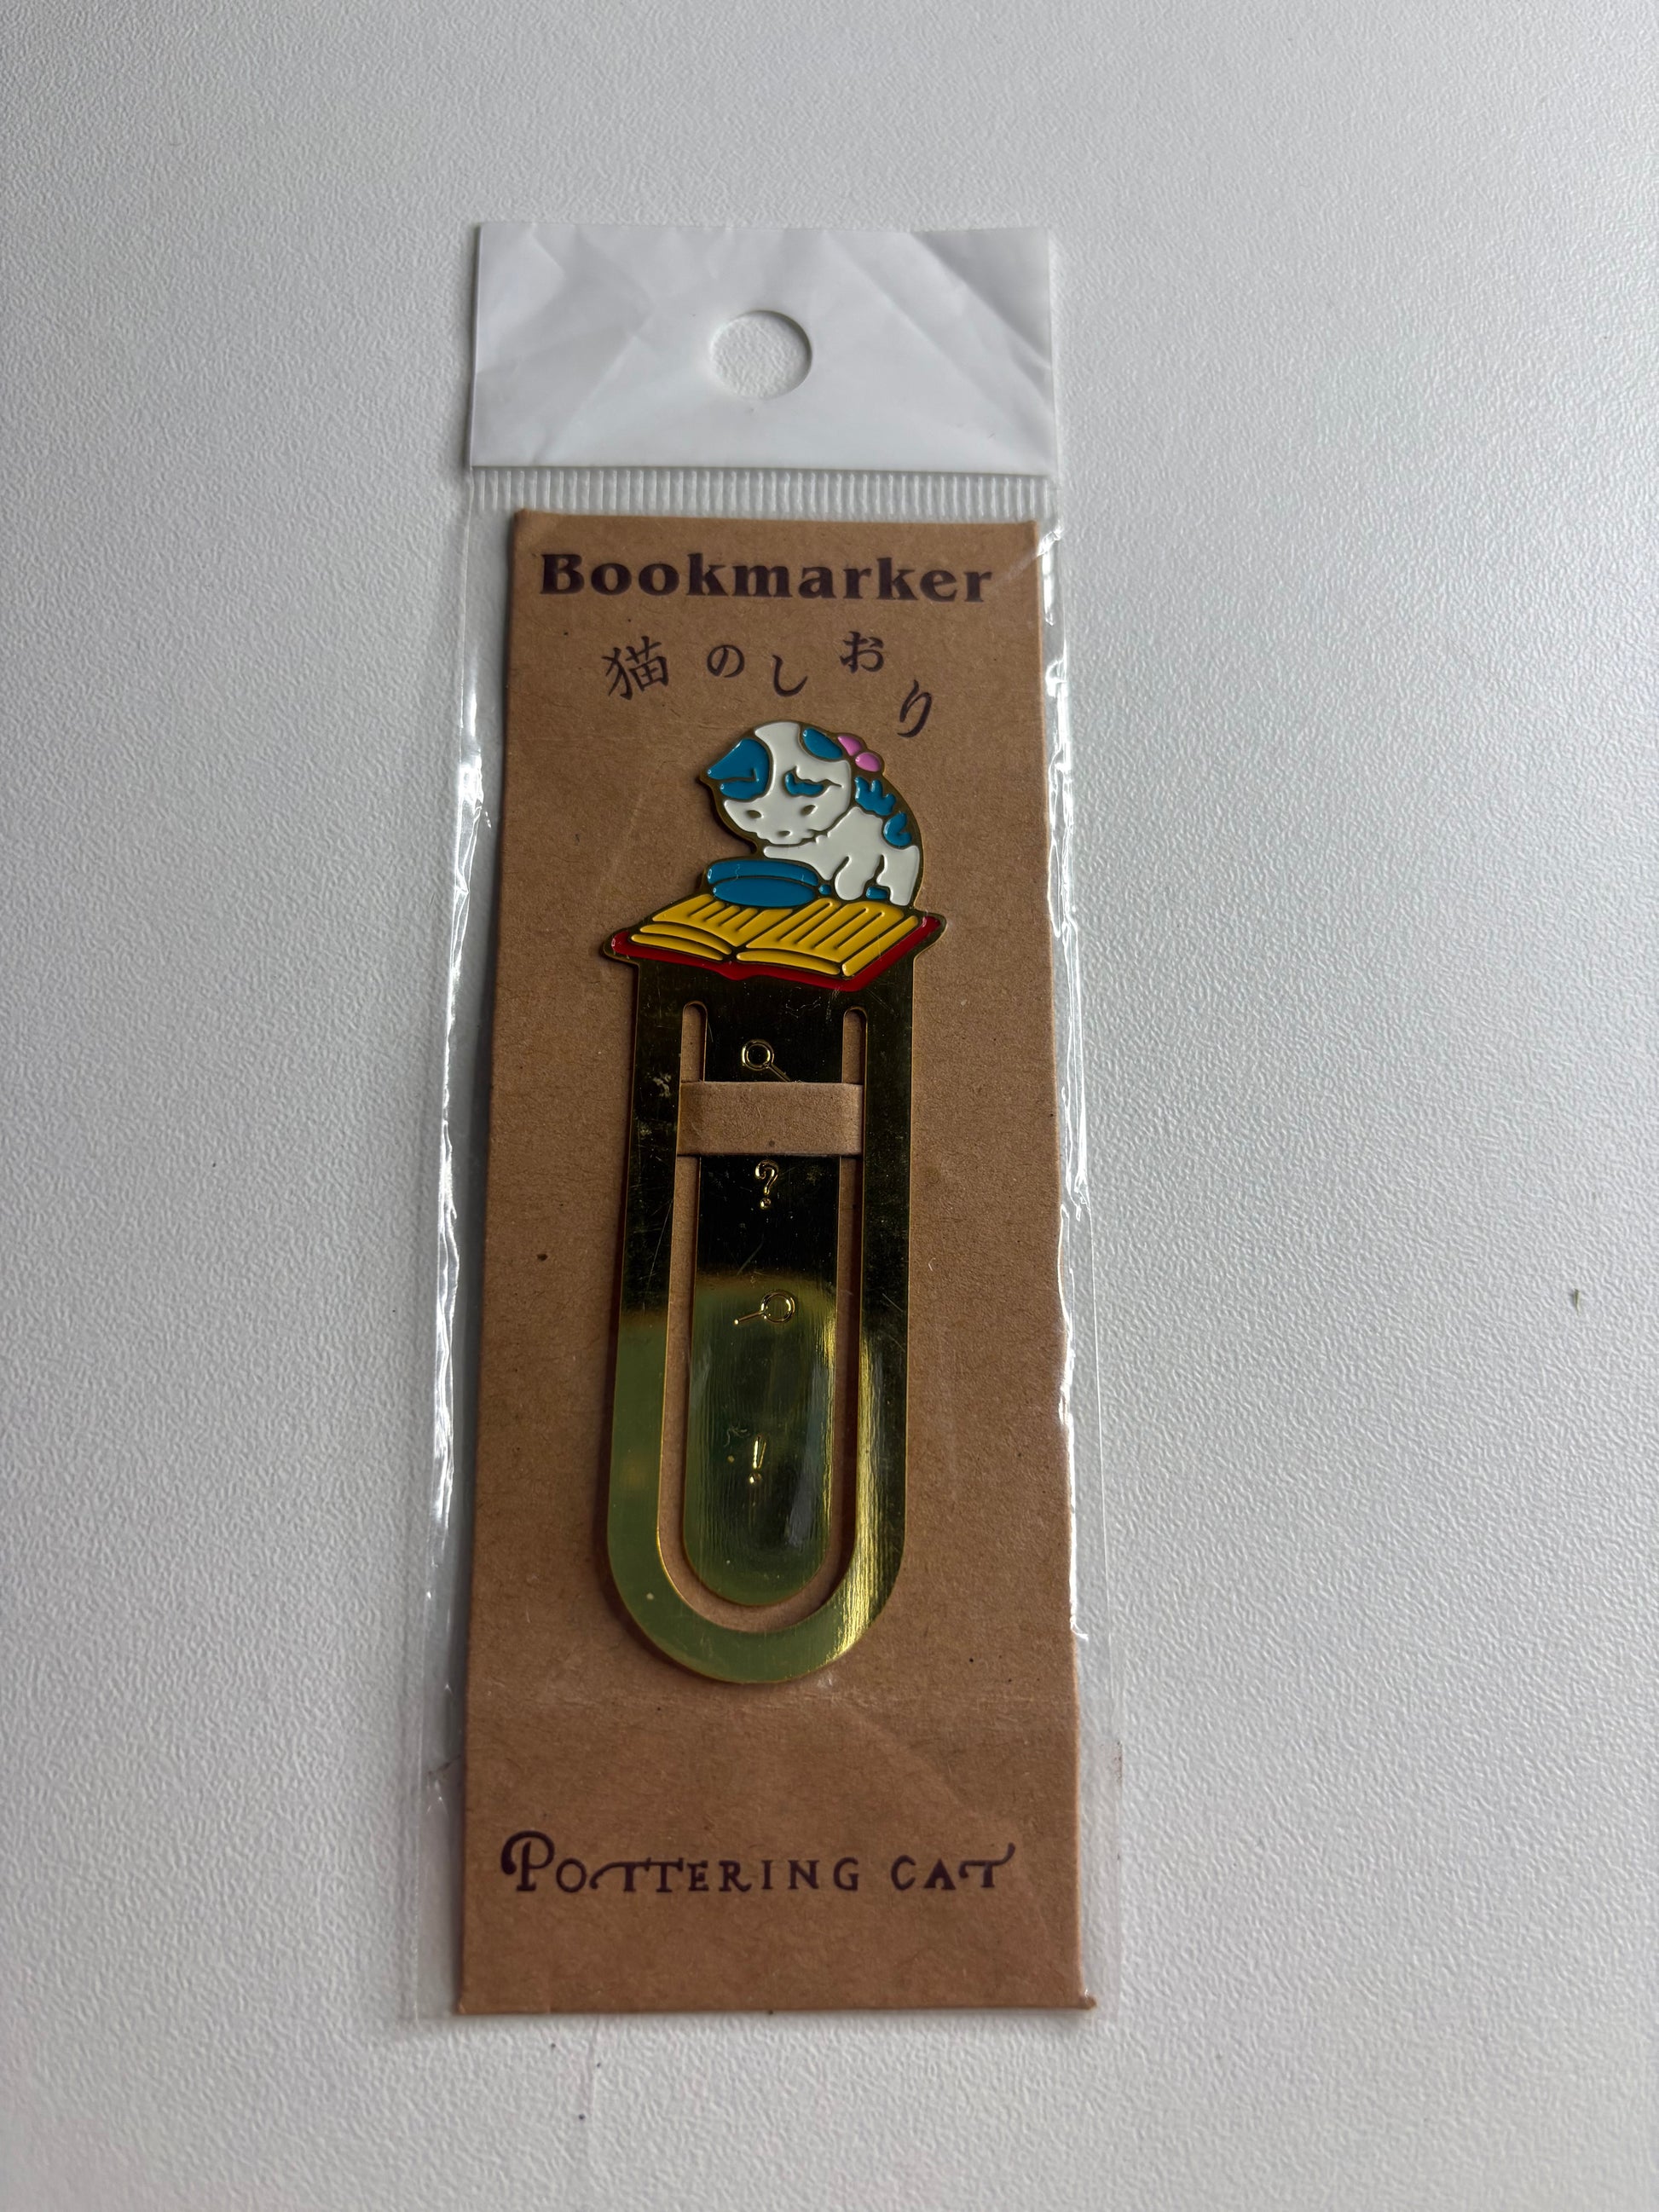 Bookmarker
猫のしおり
?
!
POTTERING CAT